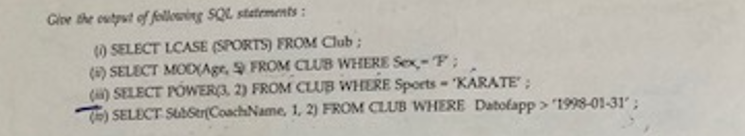 Give the output of following SQL statements :
(i) SELECT LCASE (SPORTS) FROM Club ;
(ii) SELECT MOD(Age, 5) FROM CLUB WHERE Sex = 'F' ;
(iii) SELECT POWER(3, 2) FROM CLUB WHERE Sports = 'KARATE' ;
(iv) SELECT SubStr(CoachName, 1, 2) FROM CLUB WHERE Datofapp > '1998-01-31' ;